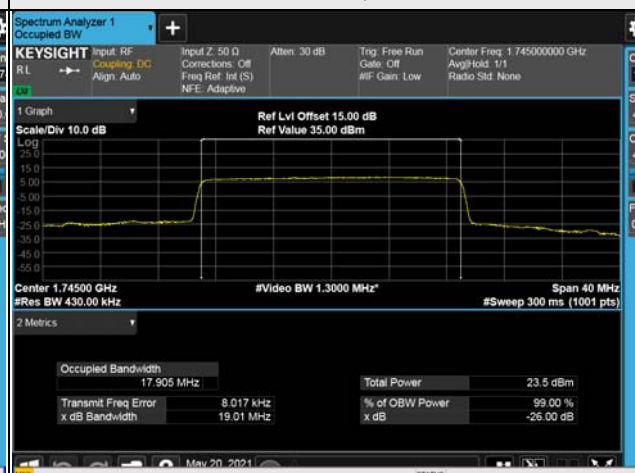 Spectrum Analyzer 1
Occupied BW
+
KEYSIGHT Input: RF Input Z: 50 Ω Atten: 30 dB Trig: Free Run Center Freq: 1.745000000 GHz
RL Coupling: DC Corrections: Off Gate: Off Avg|Hold: 1/1
Align: Auto Freq Ref: Int (S) #IF Gain: Low Radio Std: None
NFE: Adaptive
1 Graph
Ref Lvl Offset 15.00 dB
Scale/Div 10.0 dB Ref Value 35.00 dBm
Log
25.0
15.0
5.00
-5.00
-15.0
-25.0
-35.0
-45.0
-55.0
Center 1.74500 GHz #Video BW 1.3000 MHz* Span 40 MHz
#Res BW 430.00 kHz #Sweep 300 ms (1001 pts)
2 Metrics
Occupied Bandwidth
17.905 MHz Total Power 23.5 dBm
Transmit Freq Error 8.017 kHz % of OBW Power 99.00 %
x dB Bandwidth 19.01 MHz x dB -26.00 dB
May 20, 2021